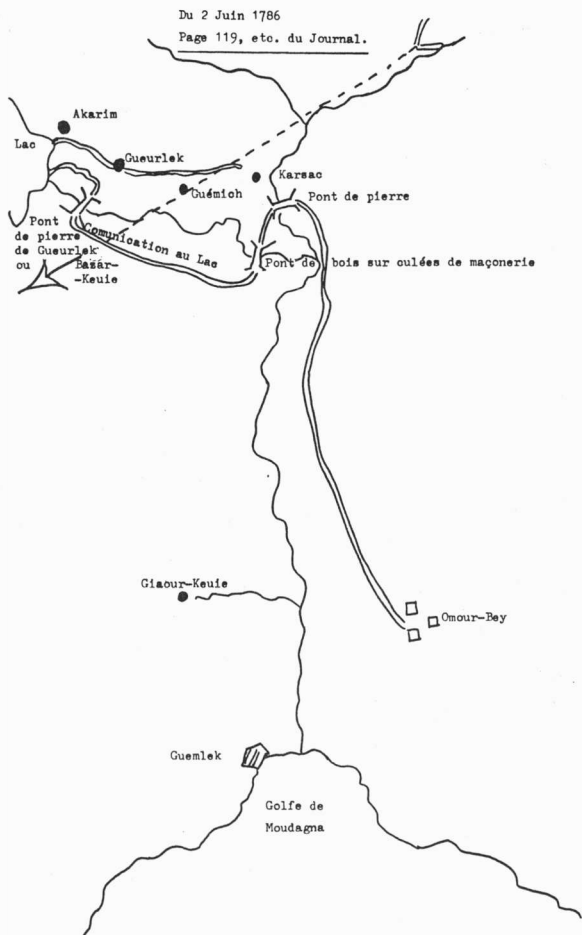 Du 2 Juin 1786
Page 119, etc. du Journal.
Akarim
Lac
Gueurlek
Karsac
Guémich
Pont de pierre
Pont
de pierre
de Gueurlek
ou Bazar-
-Keuie
Comunication au Lac
Pont de bois sur culées de maçonerie
Giaour-Keuie
Omour-Bey
Guemlek
Golfe de
Moudagna